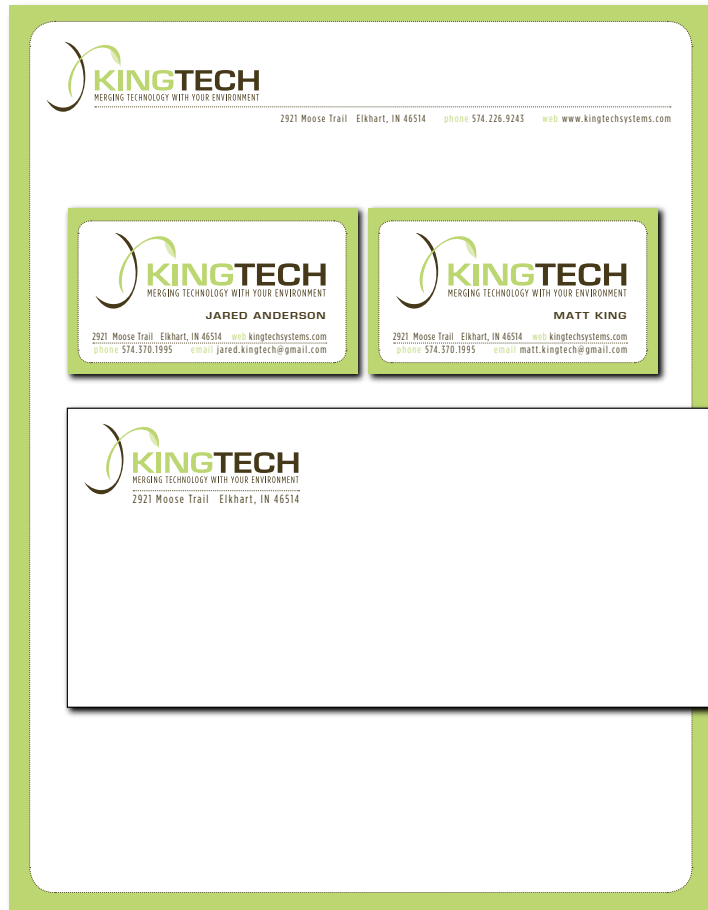 KINGTECH
MERGING TECHNOLOGY WITH YOUR ENVIRONMENT
2921 Moose Trail Elkhart, IN 46514 phone 574.226.9243 web www.kingtechsystems.com
KINGTECH
MERGING TECHNOLOGY WITH YOUR ENVIRONMENT
JARED ANDERSON
2921 Moose Trail Elkhart, IN 46514 web kingtechsystems.com
phone 574.370.1995 email jared.kingtech@gmail.com
KINGTECH
MERGING TECHNOLOGY WITH YOUR ENVIRONMENT
MATT KING
2921 Moose Trail Elkhart, IN 46514 web kingtechsystems.com
phone 574.370.1995 email matt.kingtech@gmail.com
KINGTECH
MERGING TECHNOLOGY WITH YOUR ENVIRONMENT
2921 Moose Trail Elkhart, IN 46514